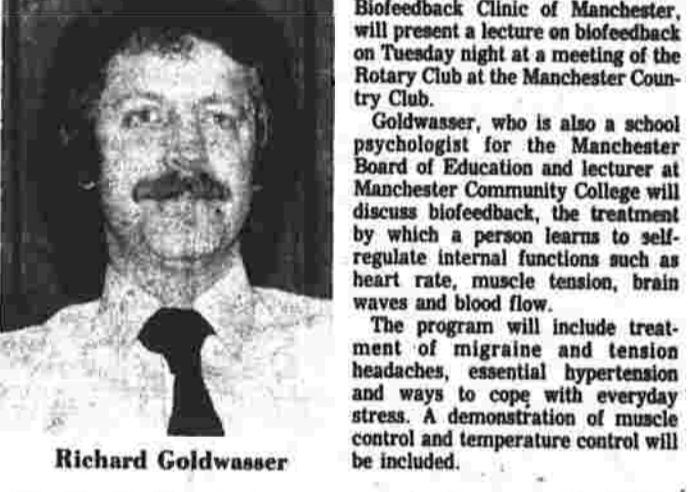 Richard Goldwasser
Biofeedback Clinic of Manchester,
will present a lecture on biofeedback
on Tuesday night at a meeting of the
Rotary Club at the Manchester Coun-
try Club.
Goldwasser, who is also a school
psychologist for the Manchester
Board of Education and lecturer at
Manchester Community College will
discuss biofeedback, the treatment
by which a person learns to self-
regulate internal functions such as
heart rate, muscle tension, brain
waves and blood flow.
The program will include treat-
ment of migraine and tension
headaches, essential hypertension
and ways to cope with everyday
stress. A demonstration of muscle
control and temperature control will
be included.